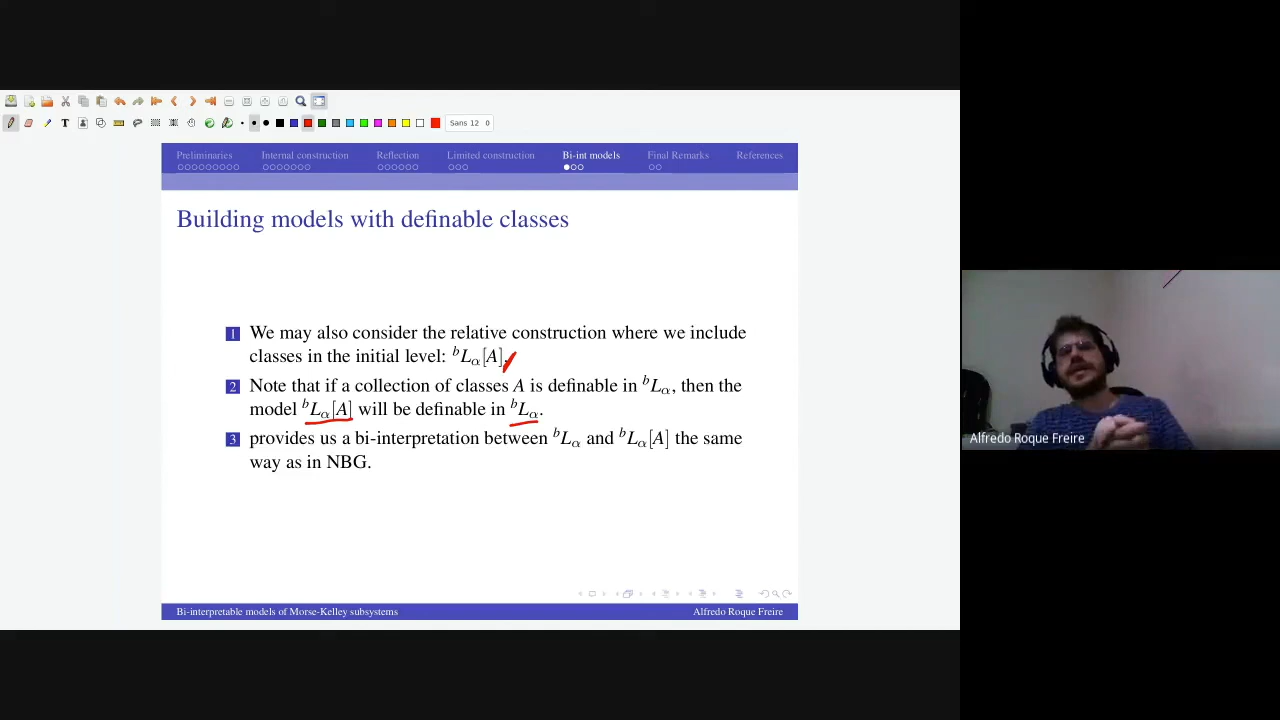 Sans 12 0
Preliminaries Internal construction Reflection Limited construction Bi-int models Final Remarks References
Building models with definable classes
1 We may also consider the relative construction where we include
classes in the initial level: ᵇLα[A].
2 Note that if a collection of classes A is definable in ᵇLα, then the
model ᵇLα[A] will be definable in ᵇLα.
3 provides us a bi-interpretation between ᵇLα and ᵇLα[A] the same
way as in NBG.
Bi-interpretable models of Morse-Kelley subsystems Alfredo Roque Freire
Alfredo Roque Freire